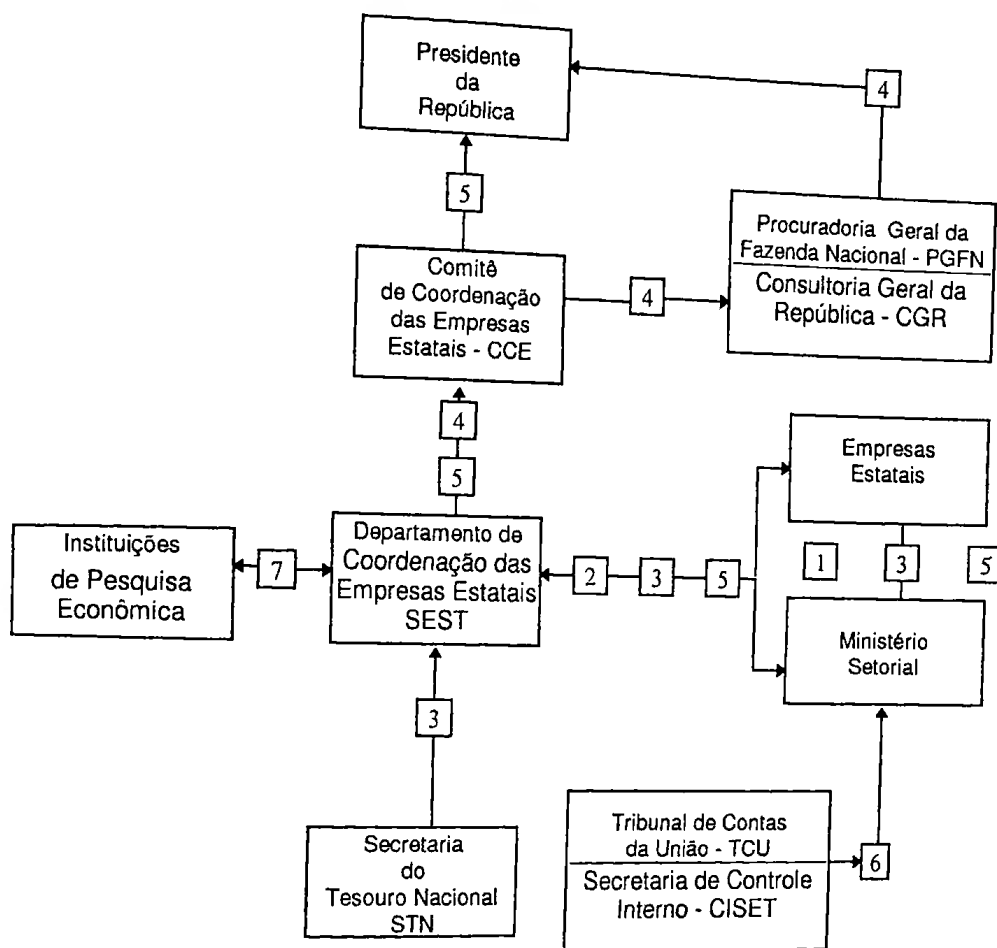 Presidente
da
República
4
5
Procuradoria Geral da
Fazenda Nacional - PGFN
Consultoria Geral da
República - CGR
Comitê
de Coordenação
das Empresas
Estatais - CCE
4
4
5
Empresas
Estatais
Instituições
de Pesquisa
Econômica
7
Departamento de
Coordenação das
Empresas Estatais
SEST
2
3
5
1
3
5
Ministério
Setorial
3
Secretaria
do
Tesouro Nacional
STN
Tribunal de Contas
da União - TCU
Secretaria de Controle
Interno - CISET
6